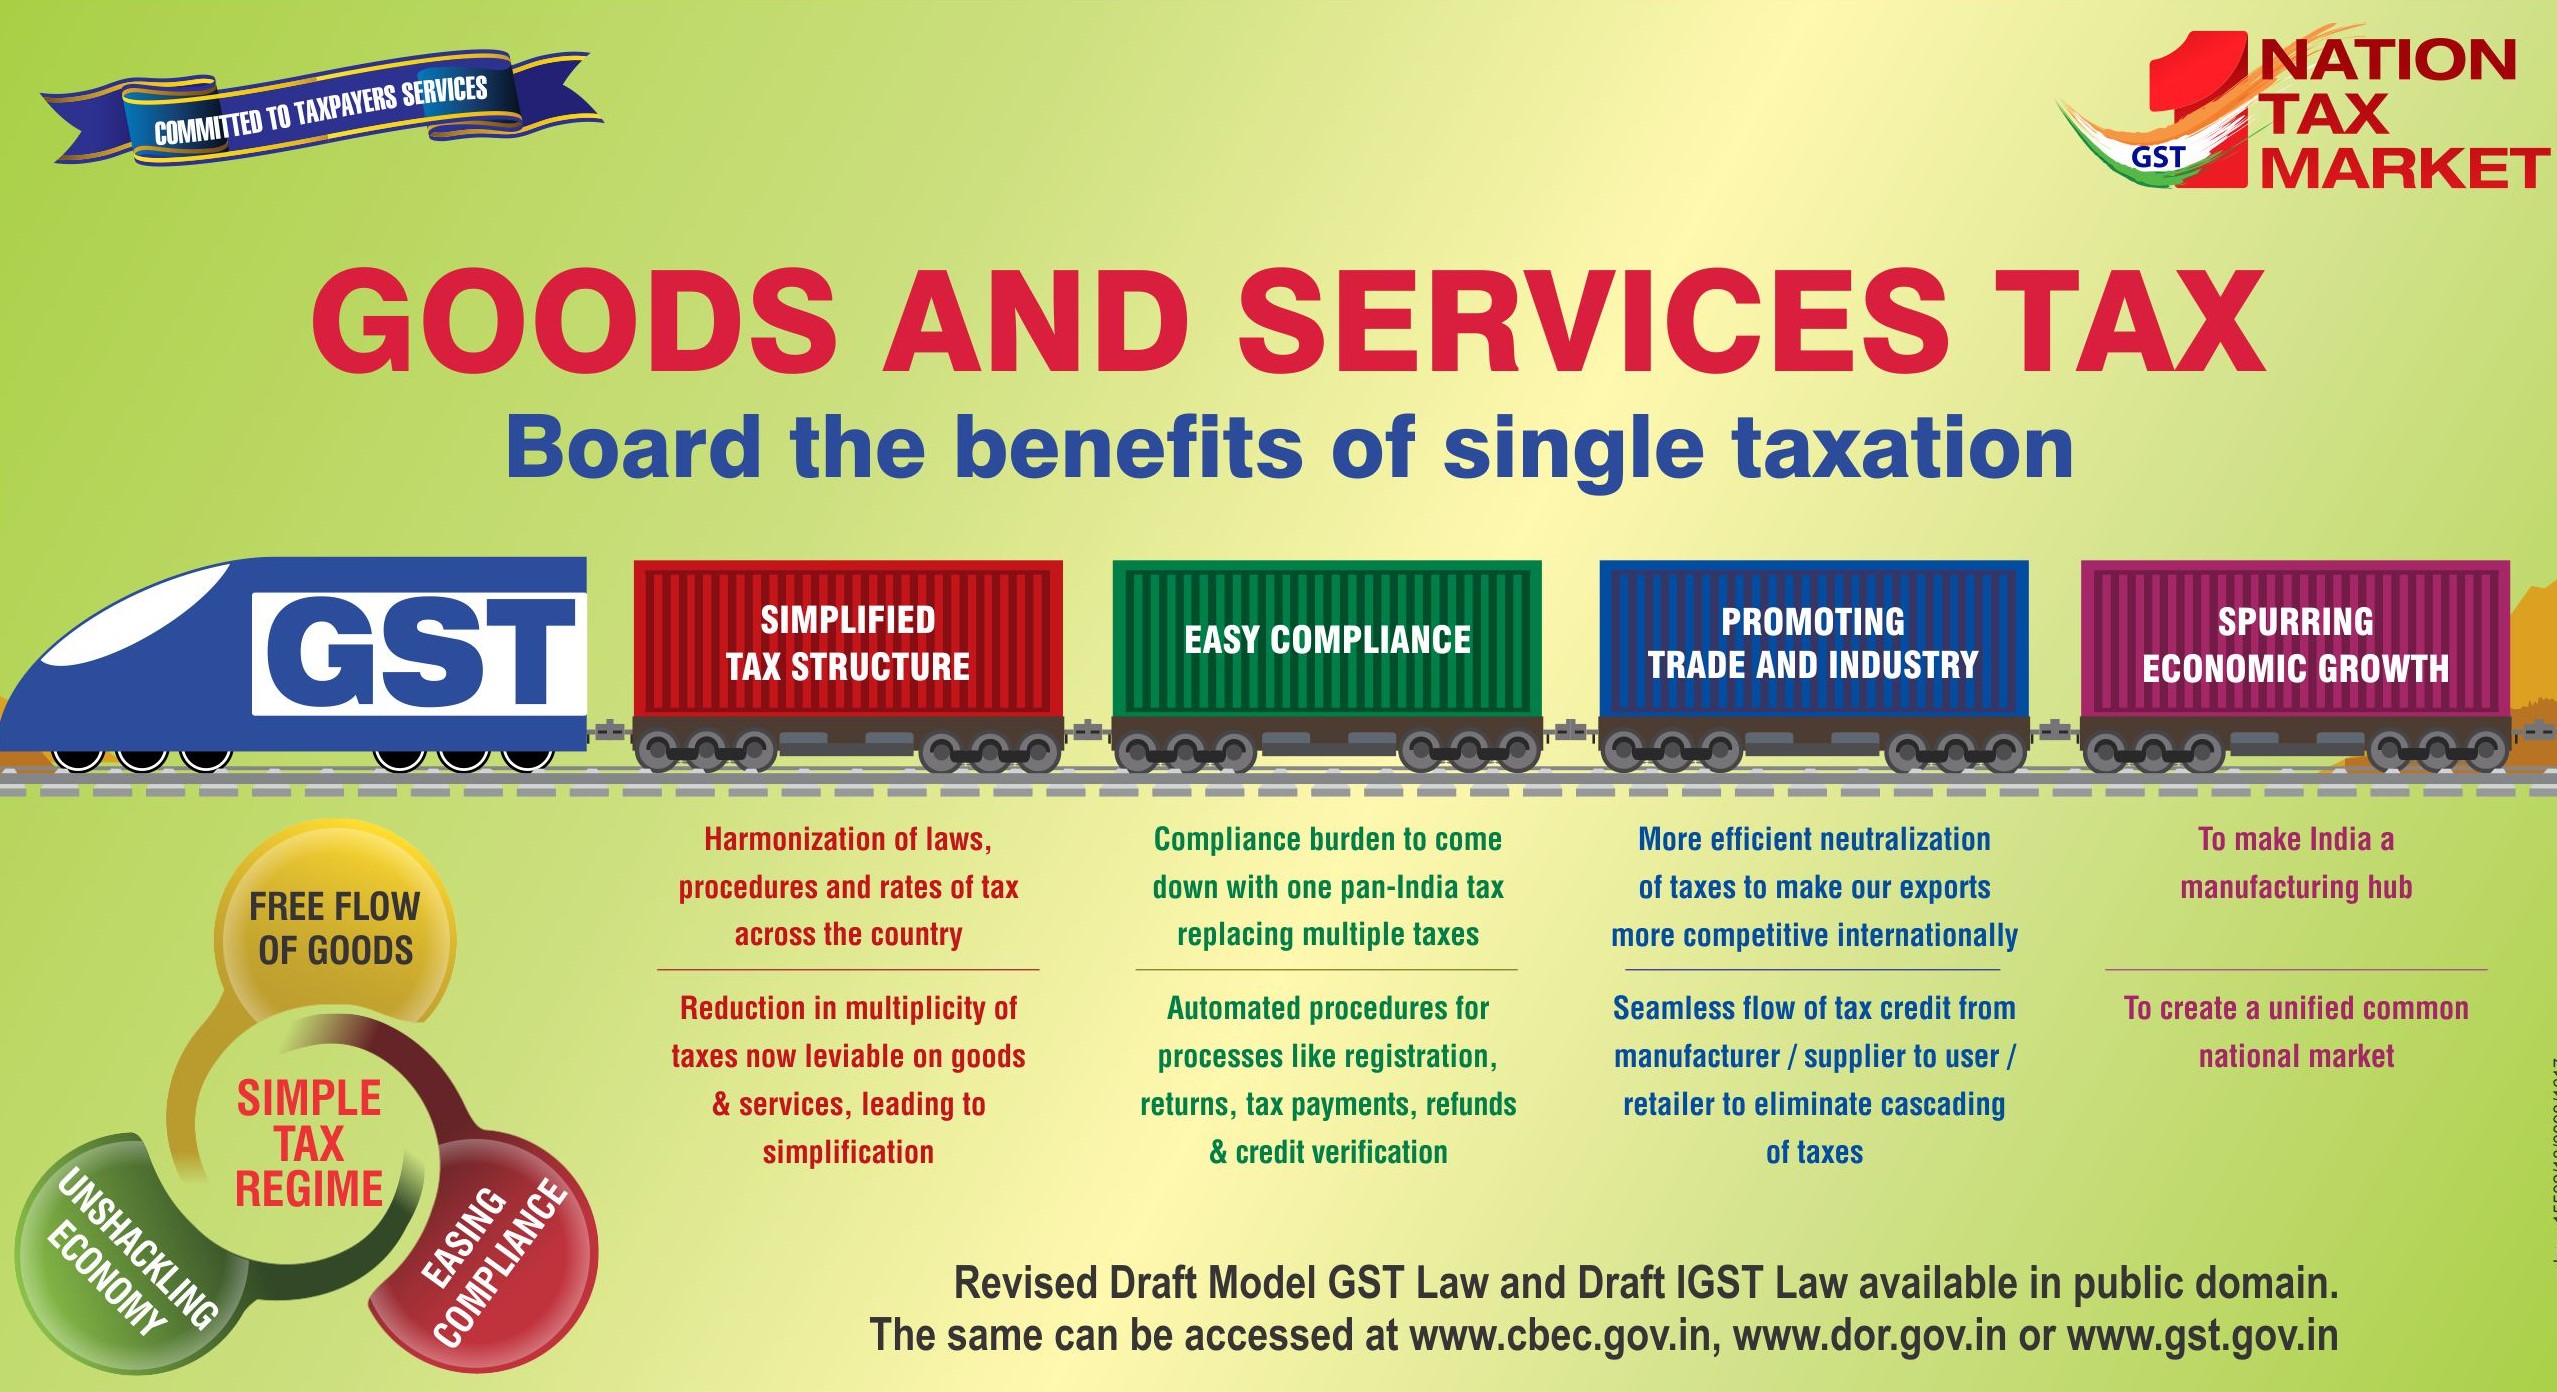 COMMITTED TO TAXPAYERS SERVICES
1 NATION
TAX
MARKET
GST
GOODS AND SERVICES TAX
Board the benefits of single taxation
GST
SIMPLIFIED
TAX STRUCTURE
EASY COMPLIANCE
PROMOTING
TRADE AND INDUSTRY
SPURRING
ECONOMIC GROWTH
Harmonization of laws,
procedures and rates of tax
across the country
Reduction in multiplicity of
taxes now leviable on goods
& services, leading to
simplification
Compliance burden to come
down with one pan-India tax
replacing multiple taxes
Automated procedures for
processes like registration,
returns, tax payments, refunds
& credit verification
More efficient neutralization
of taxes to make our exports
more competitive internationally
Seamless flow of tax credit from
manufacturer / supplier to user /
retailer to eliminate cascading
of taxes
To make India a
manufacturing hub
To create a unified common
national market
FREE FLOW
OF GOODS
SIMPLE
TAX
REGIME
UNSHACKLING
ECONOMY
EASING
COMPLIANCE
Revised Draft Model GST Law and Draft IGST Law available in public domain.
The same can be accessed at www.cbec.gov.in, www.dor.gov.in or www.gst.gov.in